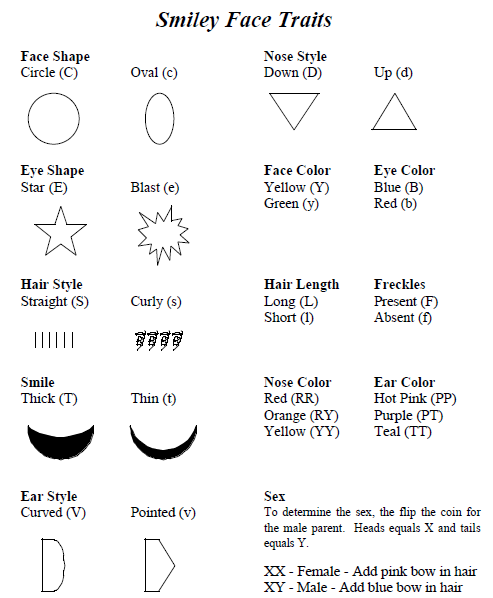 Smiley Face Traits
Face Shape
Circle (C) Oval (c)
Nose Style
Down (D) Up (d)
Eye Shape
Star (E) Blast (e)
Face Color Eye Color
Yellow (Y) Blue (B)
Green (y) Red (b)
Hair Style
Straight (S) Curly (s)
Hair Length Freckles
Long (L) Present (F)
Short (l) Absent (f)
Smile
Thick (T) Thin (t)
Nose Color Ear Color
Red (RR) Hot Pink (PP)
Orange (RY) Purple (PT)
Yellow (YY) Teal (TT)
Ear Style
Curved (V) Pointed (v)
Sex
To determine the sex, the flip the coin for
the male parent. Heads equals X and tails
equals Y.
XX - Female - Add pink bow in hair
XY - Male - Add blue bow in hair